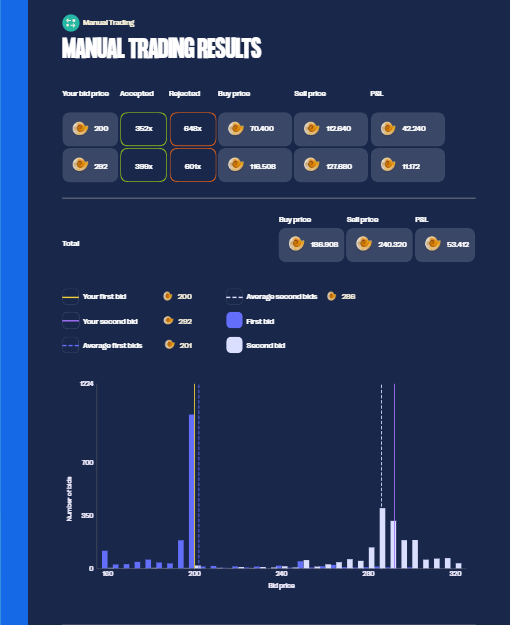 Manual Trading
MANUAL TRADING RESULTS
Your bid price Accepted Rejected Buy price Sell price P&L
200 352x 648x 70.400 112.640 42.240
292 399x 601x 116.508 127.680 11.172
Buy price Sell price P&L
Total 186.908 240.320 53.412
Your first bid 200 Average second bids 286
Your second bid 292 First bid
Average first bids 201 Second bid
1224
700
350
0
Number of bids
160 200 240 280 320
Bid price